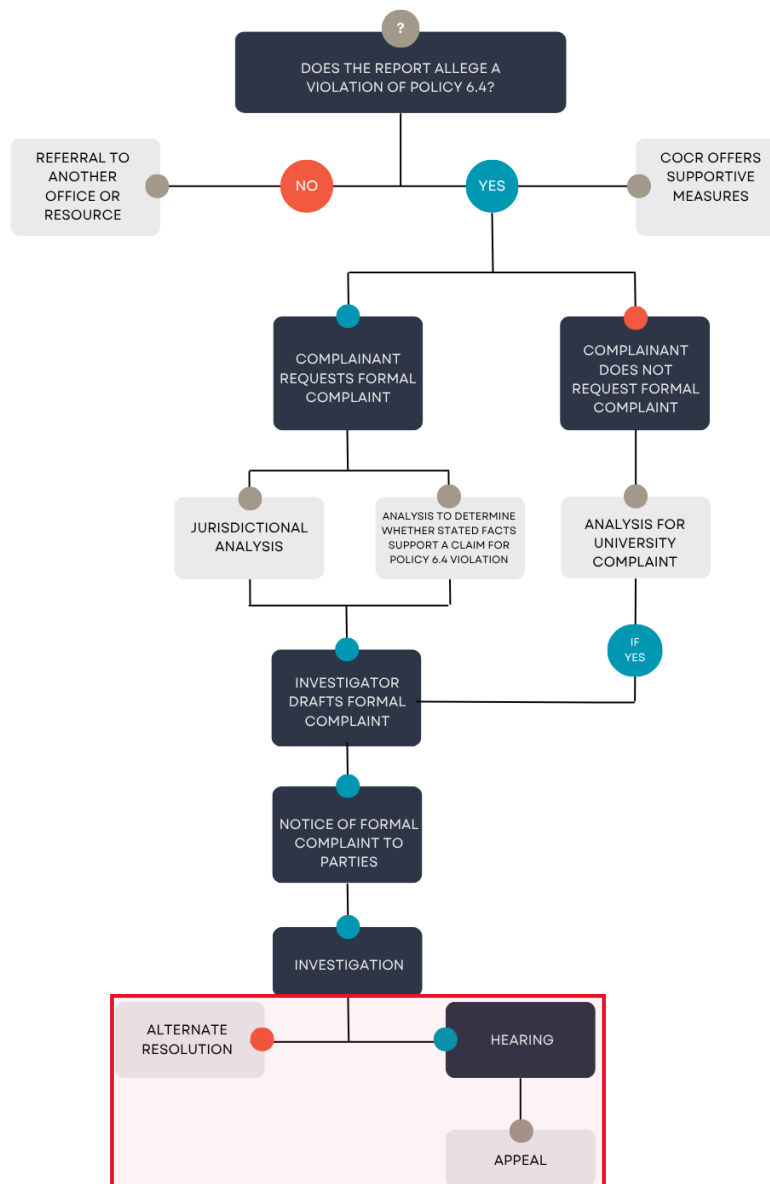 ?
DOES THE REPORT ALLEGE A
VIOLATION OF POLICY 6.4?
REFERRAL TO
ANOTHER
OFFICE OR
RESOURCE
NO
YES
COCR OFFERS
SUPPORTIVE
MEASURES
COMPLAINANT
REQUESTS FORMAL
COMPLAINT
COMPLAINANT
DOES NOT
REQUEST FORMAL
COMPLAINT
JURISDICTIONAL
ANALYSIS
ANALYSIS TO DETERMINE
WHETHER STATED FACTS
SUPPORT A CLAIM FOR
POLICY 6.4 VIOLATION
ANALYSIS FOR
UNIVERSITY
COMPLAINT
IF
YES
INVESTIGATOR
DRAFTS FORMAL
COMPLAINT
NOTICE OF FORMAL
COMPLAINT TO
PARTIES
INVESTIGATION
ALTERNATE
RESOLUTION
HEARING
APPEAL